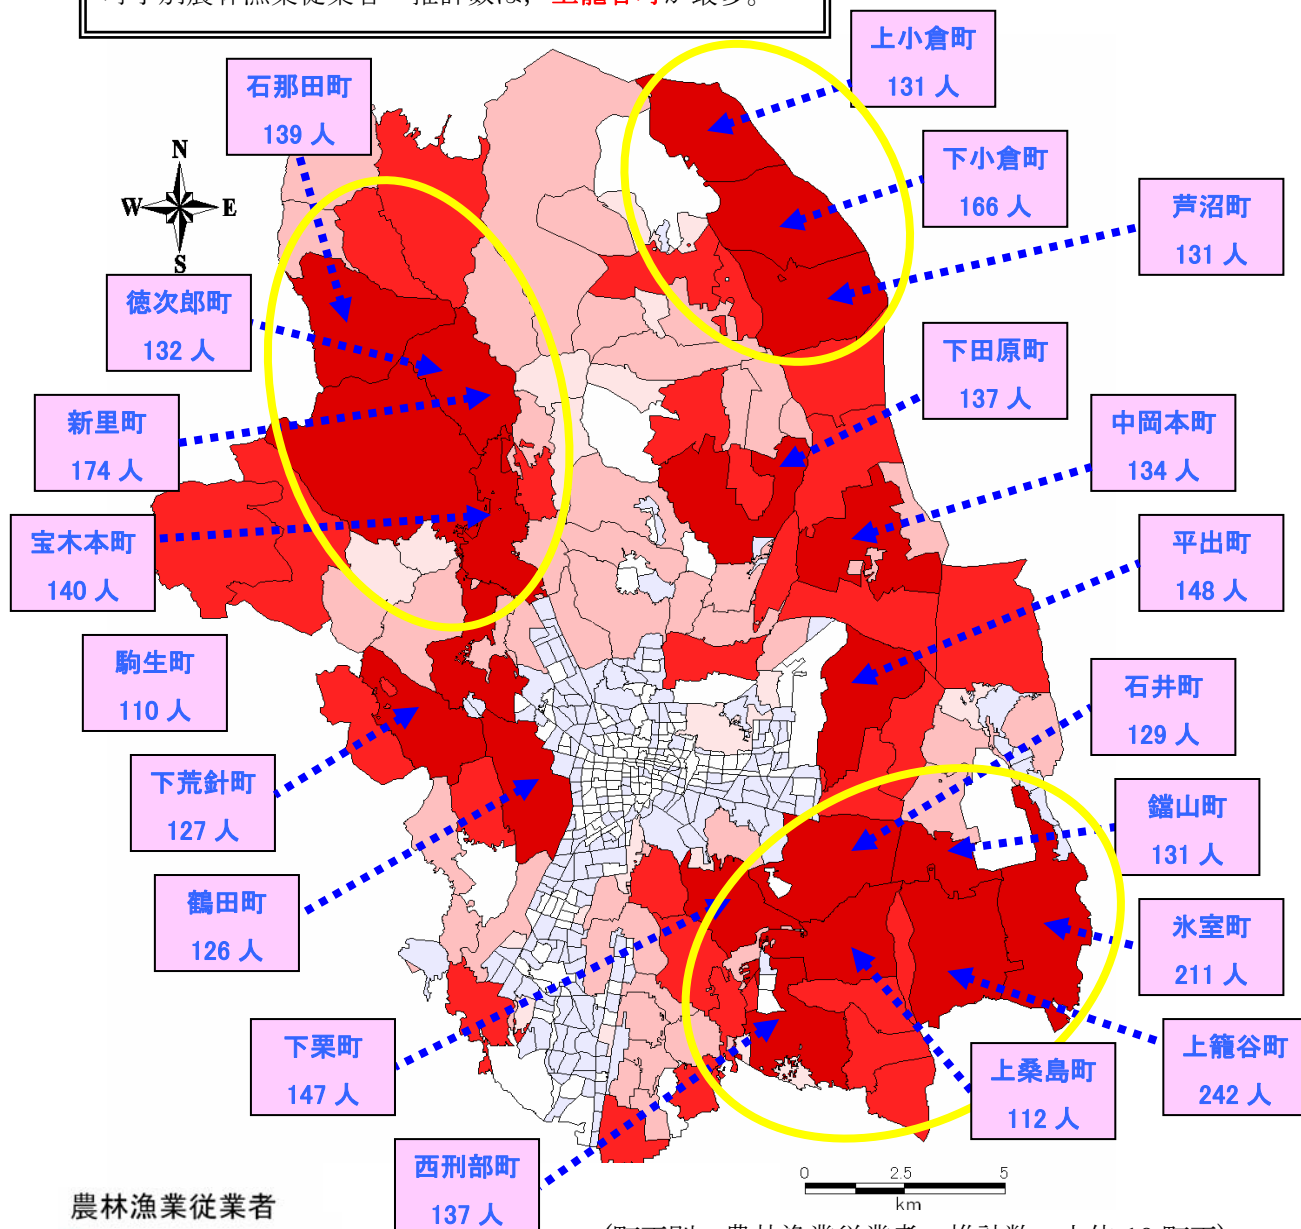 上小倉町
131 人
石那田町
139 人
下小倉町
166 人
N
W
E
S
芦沼町
131 人
徳次郎町
132 人
下田原町
137 人
新里町
174 人
中岡本町
134 人
宝木本町
140 人
平出町
148 人
駒生町
110 人
石井町
129 人
下荒針町
127 人
鐺山町
131 人
鶴田町
126 人
氷室町
211 人
下栗町
147 人
上籠谷町
242 人
上桑島町
112 人
西刑部町
137 人
0 2.5 5
km
農林漁業従業者